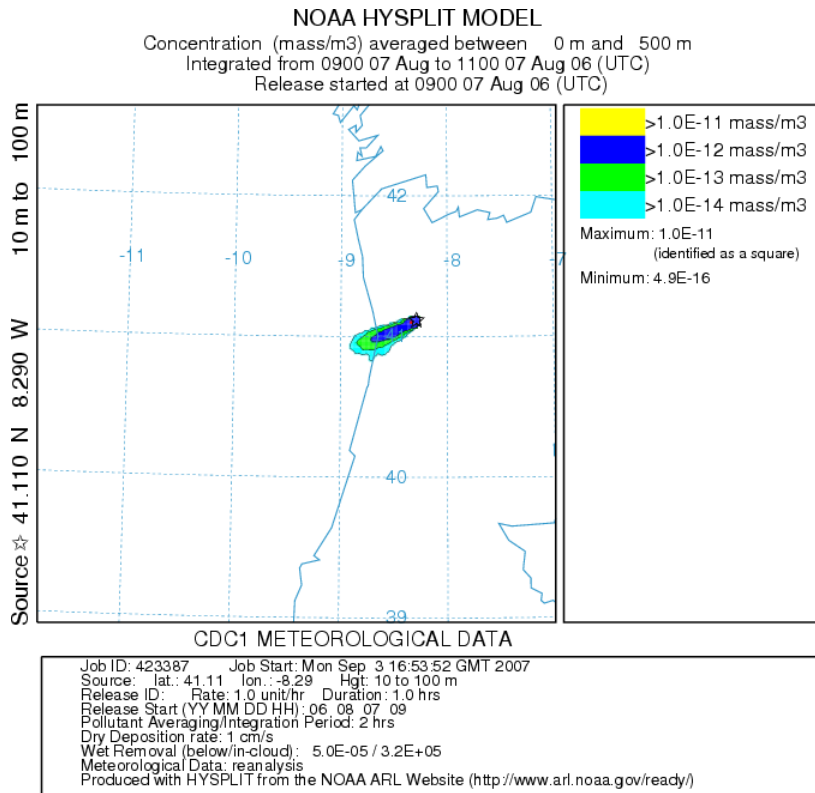 NOAA HYSPLIT MODEL
Concentration (mass/m3) averaged between 0 m and 500 m
Integrated from 0900 07 Aug to 1100 07 Aug 06 (UTC)
Release started at 0900 07 Aug 06 (UTC)
Source ☆ 41.110 N 8.290 W 10 m to 100 m
42
-11
-10
-9
-8
-7
40
39
>1.0E-11 mass/m3
>1.0E-12 mass/m3
>1.0E-13 mass/m3
>1.0E-14 mass/m3
Maximum: 1.0E-11
(identified as a square)
Minimum: 4.9E-16
CDC1 METEOROLOGICAL DATA
Job ID: 423387 Job Start: Mon Sep 3 16:53:52 GMT 2007
Source: lat.: 41.11 lon.: -8.29 Hgt: 10 to 100 m
Release ID: Rate: 1.0 unit/hr Duration: 1.0 hrs
Release Start (YY MM DD HH): 06 08 07 09
Pollutant Averaging/Integration Period: 2 hrs
Dry Deposition rate: 1 cm/s
Wet Removal (below/in-cloud): 5.0E-05 / 3.2E+05
Meteorological Data: reanalysis
Produced with HYSPLIT from the NOAA ARL Website (http://www.arl.noaa.gov/ready/)